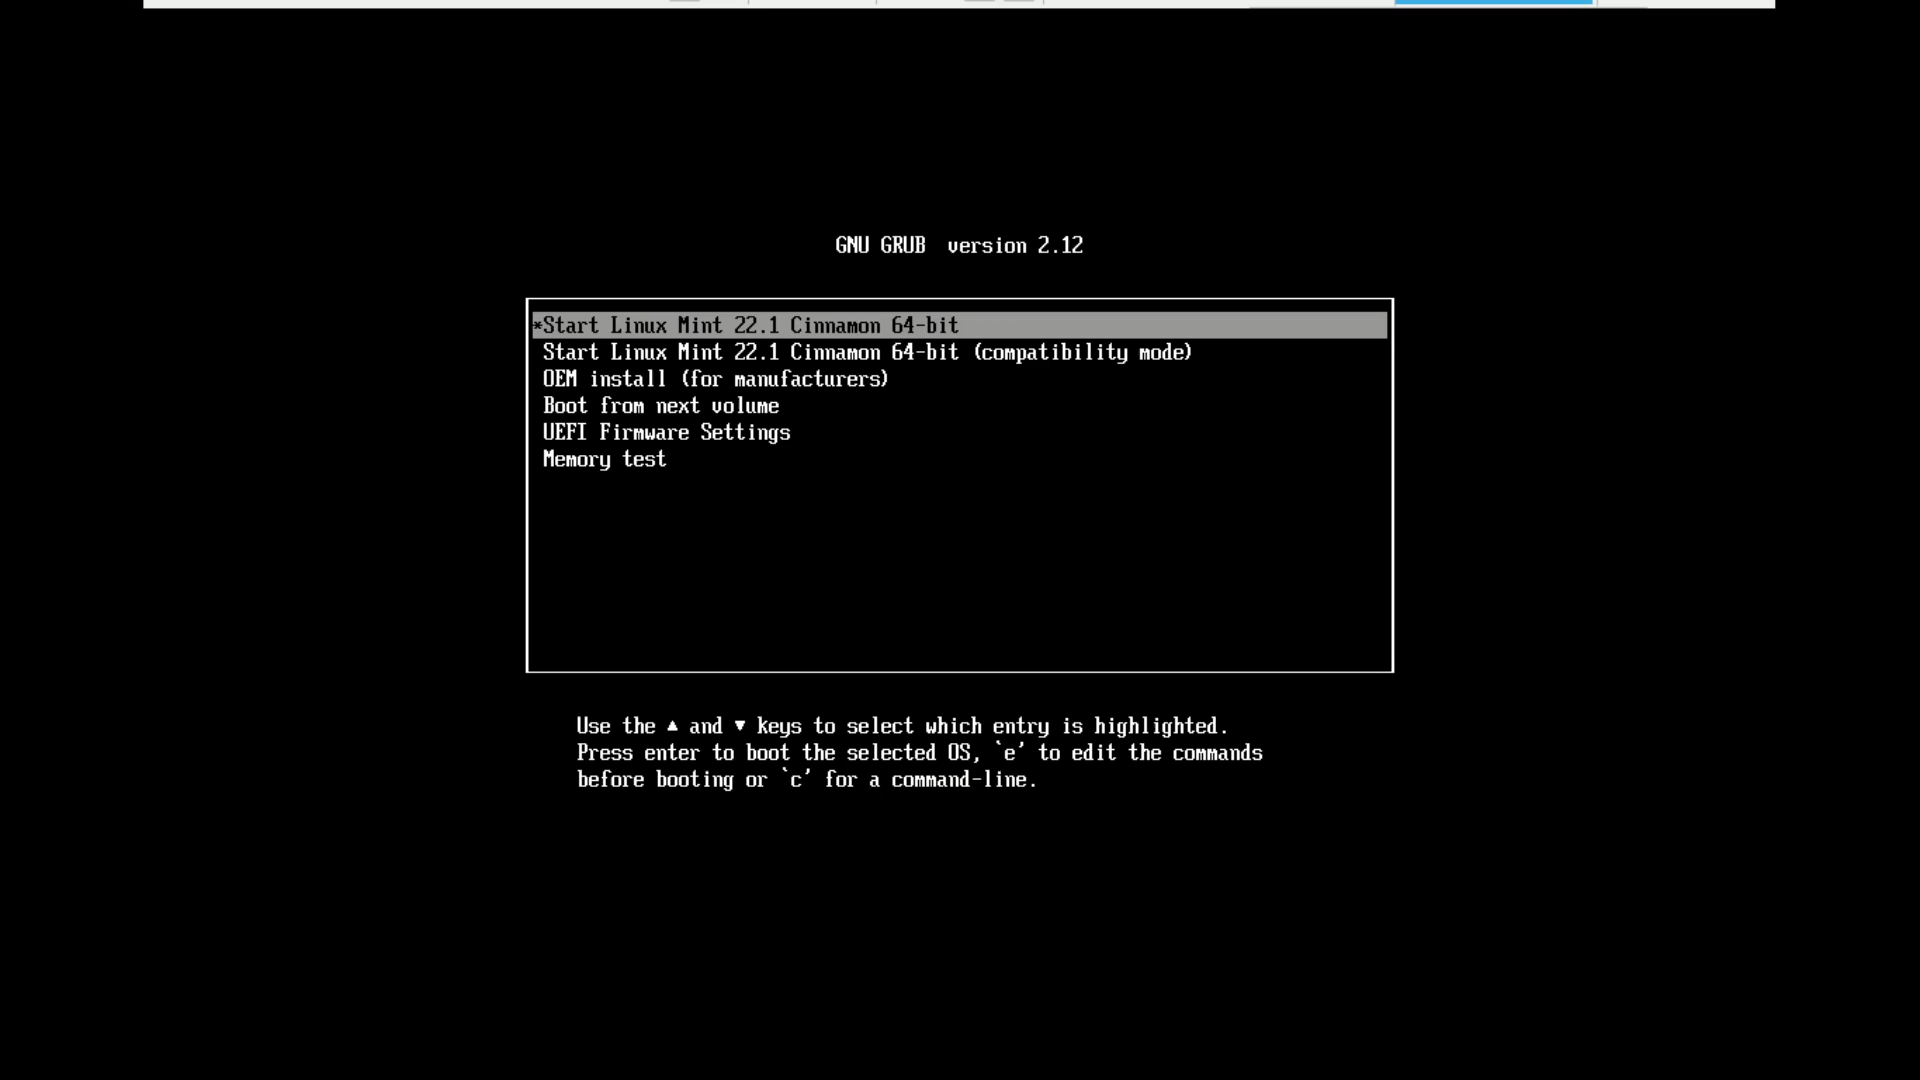 GNU GRUB  version 2.12
*Start Linux Mint 22.1 Cinnamon 64-bit
Start Linux Mint 22.1 Cinnamon 64-bit (compatibility mode)
OEM install (for manufacturers)
Boot from next volume
UEFI Firmware Settings
Memory test
Use the ▲ and ▼ keys to select which entry is highlighted.
Press enter to boot the selected OS, `e' to edit the commands
before booting or `c' for a command-line.